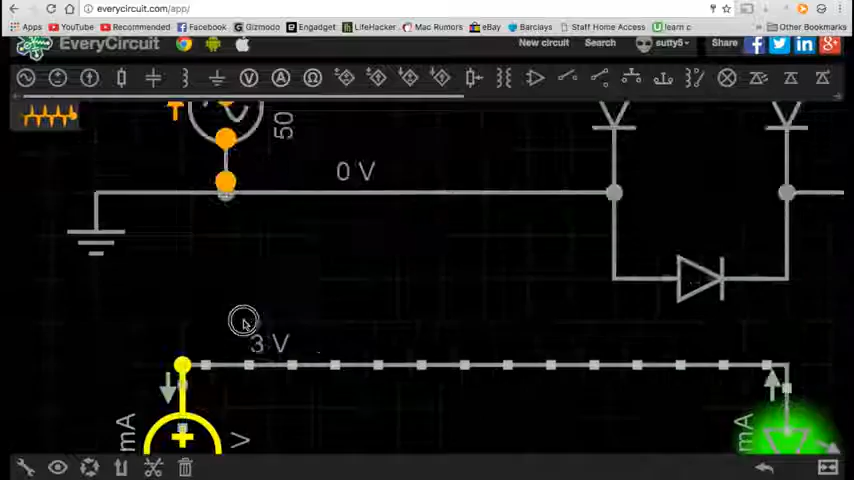 everycircuit.com/app/
Apps YouTube Recommended Facebook Gizmodo Engadget LifeHacker Mac Rumors eBay Barclays Staff Home Access learn c Other Bookmarks
EveryCircuit New circuit Search sutty5 Share
V A Ω
T
50
0 V
3 V
mA
+
V
mA